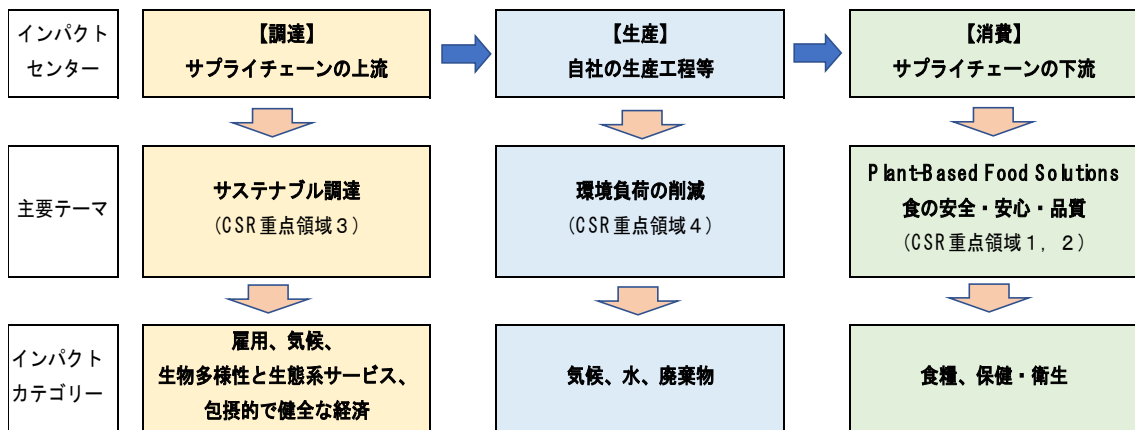 インパクト
センター
【調達】
サプライチェーンの上流
【生産】
自社の生産工程等
【消費】
サプライチェーンの下流
主要テーマ
サステナブル調達
（CSR重点領域３）
環境負荷の削減
（CSR重点領域４）
Plant-Based Food Solutions
食の安全・安心・品質
（CSR重点領域１，２）
インパクト
カテゴリー
雇用、気候、
生物多様性と生態系サービス、
包摂的で健全な経済
気候、水、廃棄物
食糧、保健・衛生